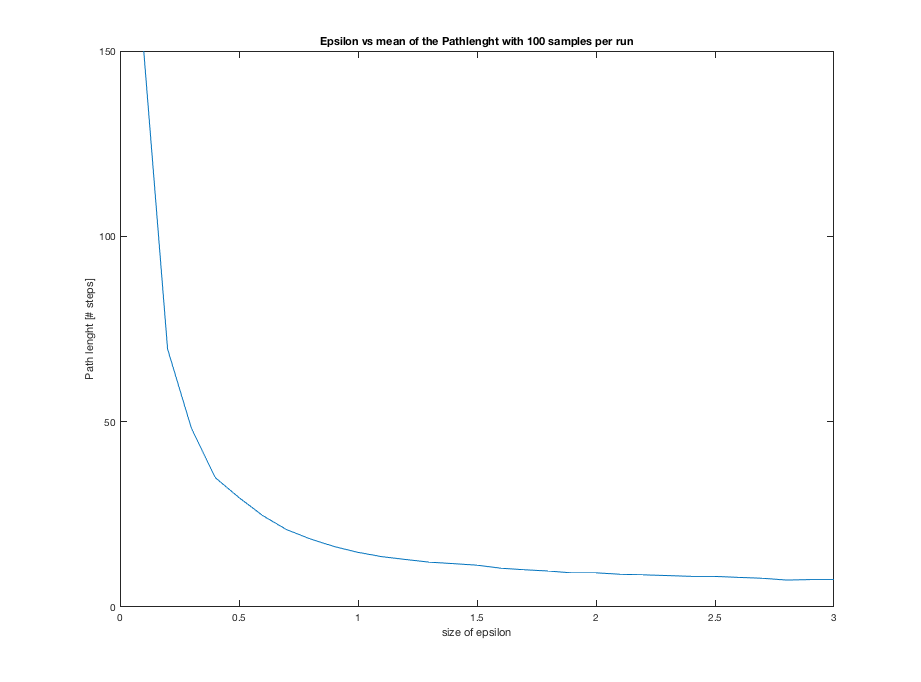 Epsilon vs mean of the Pathlenght with 100 samples per run
150
100
50
0
Path lenght [# steps]
0 0.5 1 1.5 2 2.5 3
size of epsilon